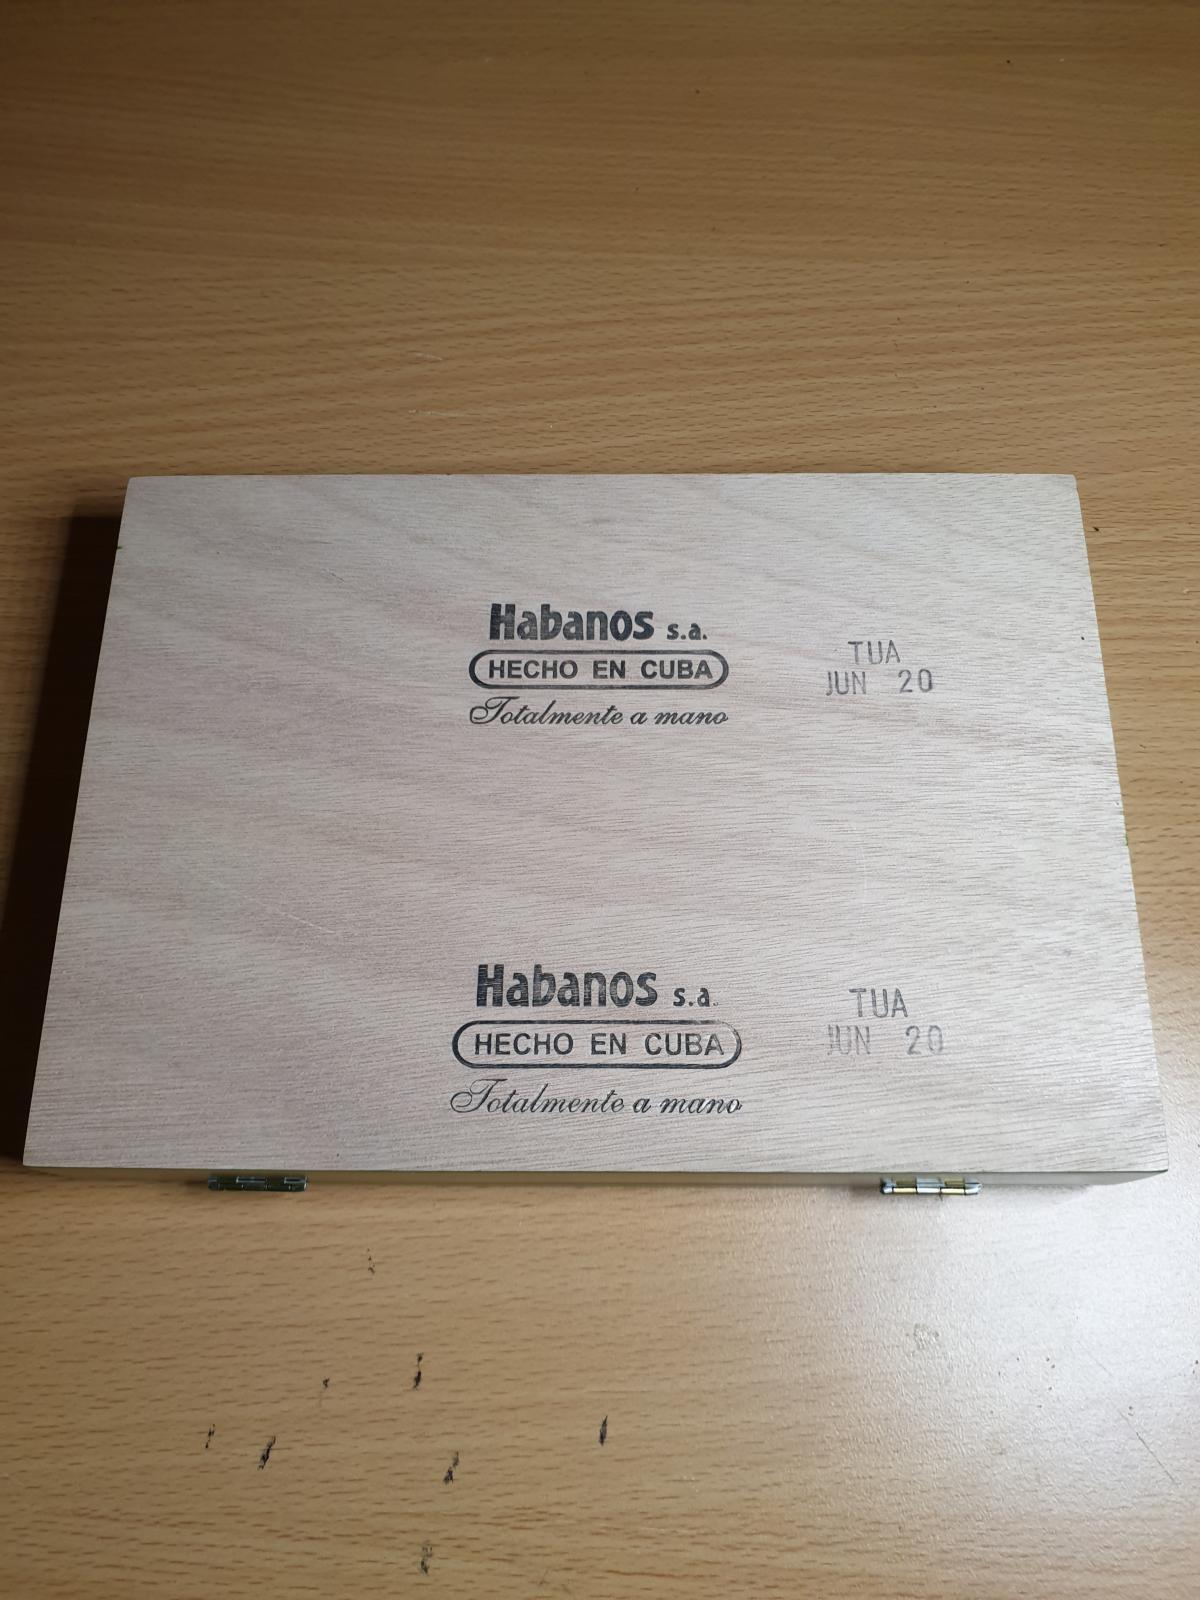 Habanos s.a.
HECHO EN CUBA
Totalmente a mano
TUA
JUN 20
Habanos s.a.
HECHO EN CUBA
Totalmente a mano
TUA
JUN 20